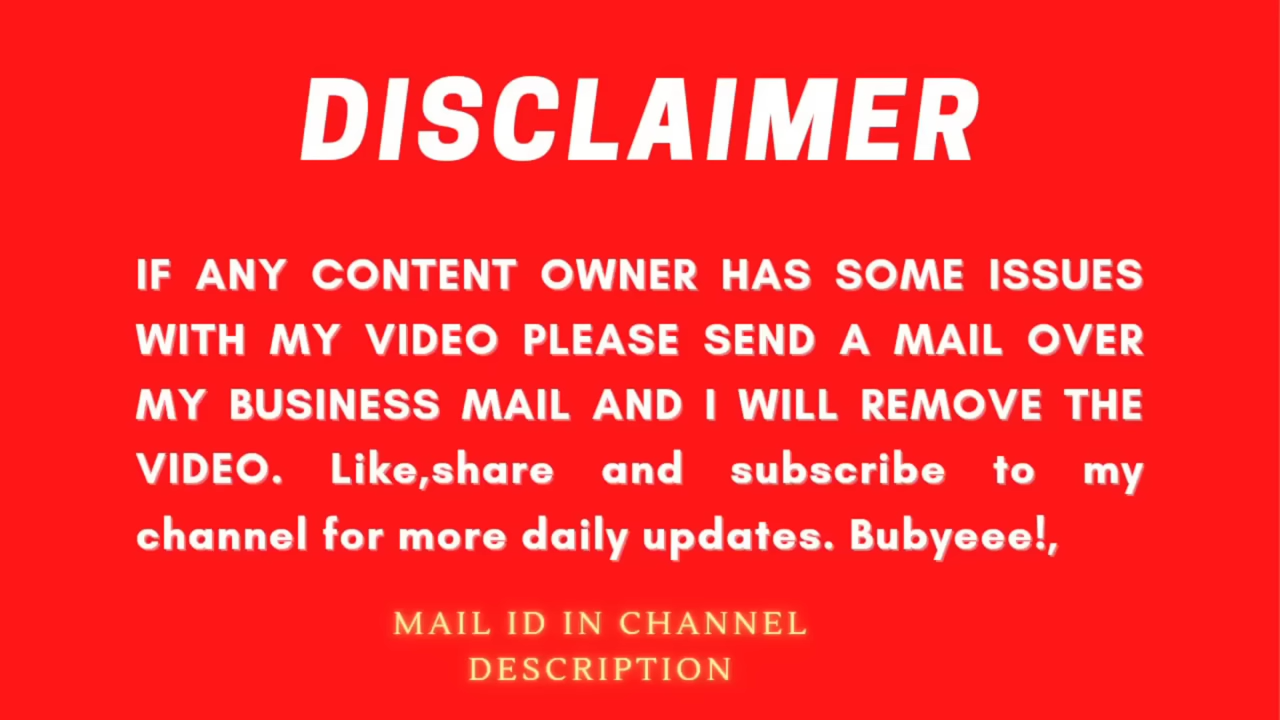 DISCLAIMER
IF ANY CONTENT OWNER HAS SOME ISSUES
WITH MY VIDEO PLEASE SEND A MAIL OVER
MY BUSINESS MAIL AND I WILL REMOVE THE
VIDEO. Like,share and subscribe to my
channel for more daily updates. Bubyeee!,
MAIL ID IN CHANNEL
DESCRIPTION